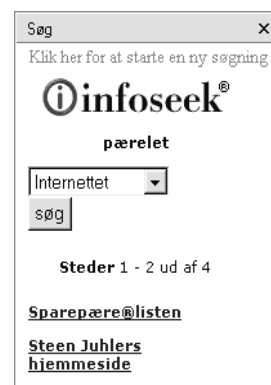 Søg x
Klik her for at starte en ny søgning
infoseek®
pærelet
Internettet
søg
Steder 1 - 2 ud af 4
Sparepære®listen
Steen Juhlers
hjemmeside